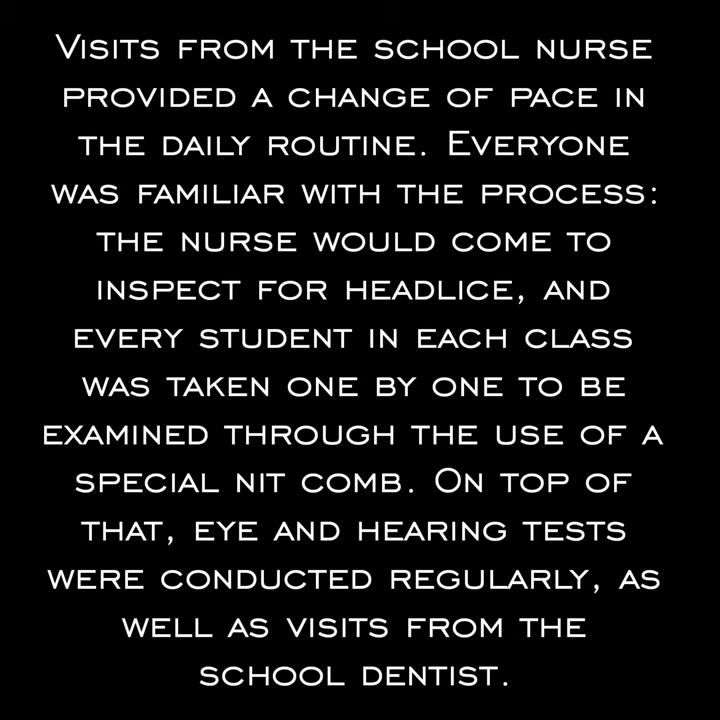 Visits from the school nurse
provided a change of pace in
the daily routine. Everyone
was familiar with the process:
the nurse would come to
inspect for headlice, and
every student in each class
was taken one by one to be
examined through the use of a
special nit comb. On top of
that, eye and hearing tests
were conducted regularly, as
well as visits from the
school dentist.